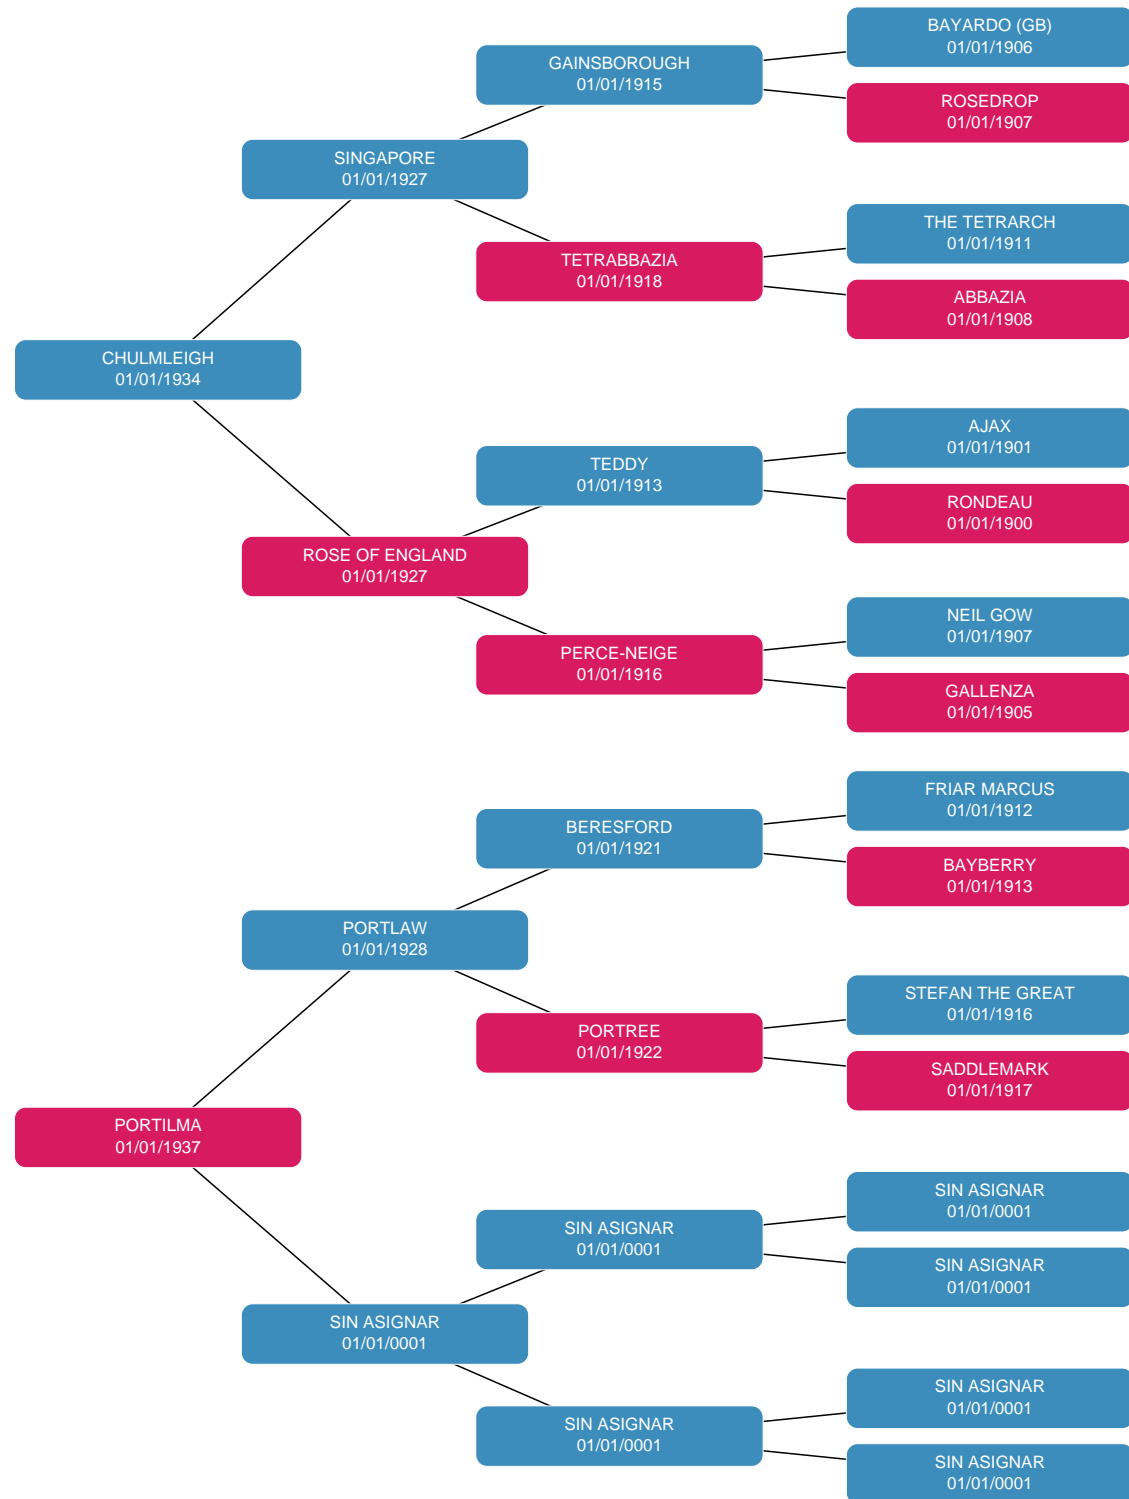 BAYARDO (GB)
01/01/1906
GAINSBOROUGH
01/01/1915
ROSEDROP
01/01/1907
SINGAPORE
01/01/1927
THE TETRARCH
01/01/1911
TETRABBAZIA
01/01/1918
ABBAZIA
01/01/1908
CHULMLEIGH
01/01/1934
AJAX
01/01/1901
TEDDY
01/01/1913
RONDEAU
01/01/1900
ROSE OF ENGLAND
01/01/1927
NEIL GOW
01/01/1907
PERCE-NEIGE
01/01/1916
GALLENZA
01/01/1905
FRIAR MARCUS
01/01/1912
BERESFORD
01/01/1921
BAYBERRY
01/01/1913
PORTLAW
01/01/1928
STEFAN THE GREAT
01/01/1916
PORTREE
01/01/1922
SADDLEMARK
01/01/1917
PORTILMA
01/01/1937
SIN ASIGNAR
01/01/0001
SIN ASIGNAR
01/01/0001
SIN ASIGNAR
01/01/0001
SIN ASIGNAR
01/01/0001
SIN ASIGNAR
01/01/0001
SIN ASIGNAR
01/01/0001
SIN ASIGNAR
01/01/0001